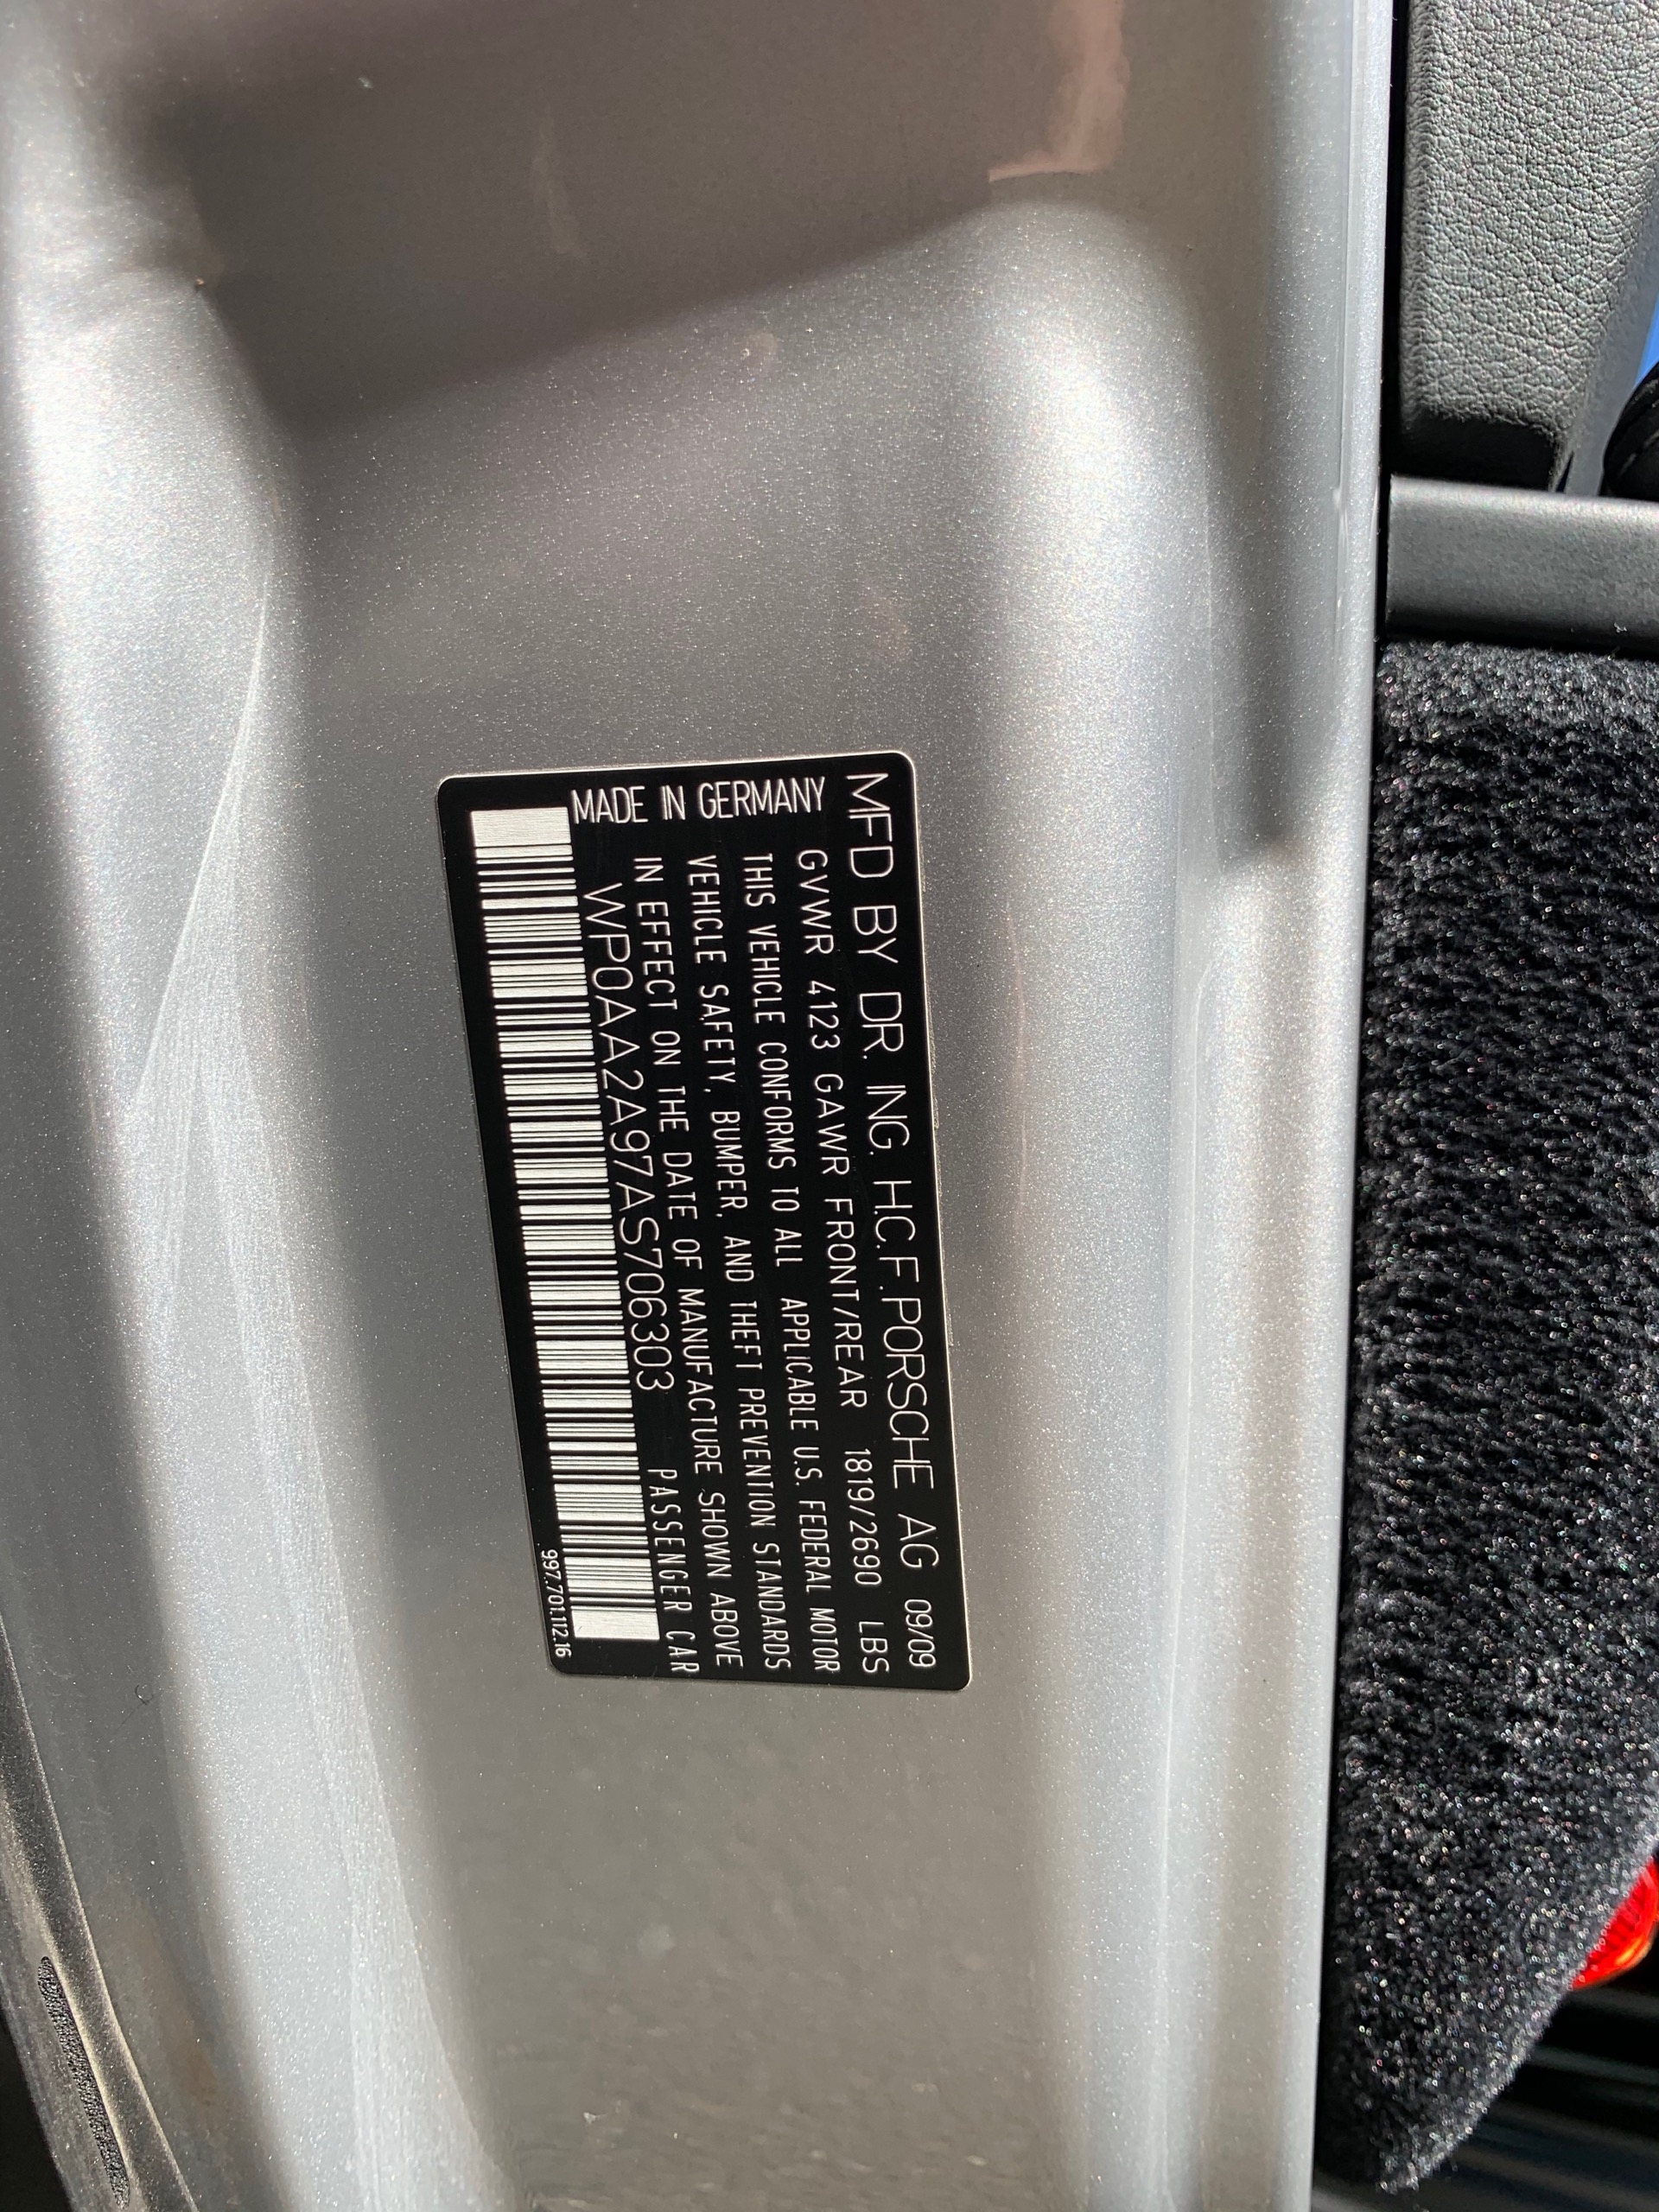 MFD BY DR. ING. H.C.F.PORSCHE AG 09/09
GVWR 4123 GAWR FRONT/REAR 1819/2690 LBS
THIS VEHICLE CONFORMS TO ALL APPLICABLE U.S. FEDERAL MOTOR
VEHICLE SAFETY, BUMPER, AND THEFT PREVENTION STANDARDS
IN EFFECT ON THE DATE OF MANUFACTURE SHOWN ABOVE
WP0AA2A97AS706303 PASSENGER CAR
MADE IN GERMANY
997.701.112.16